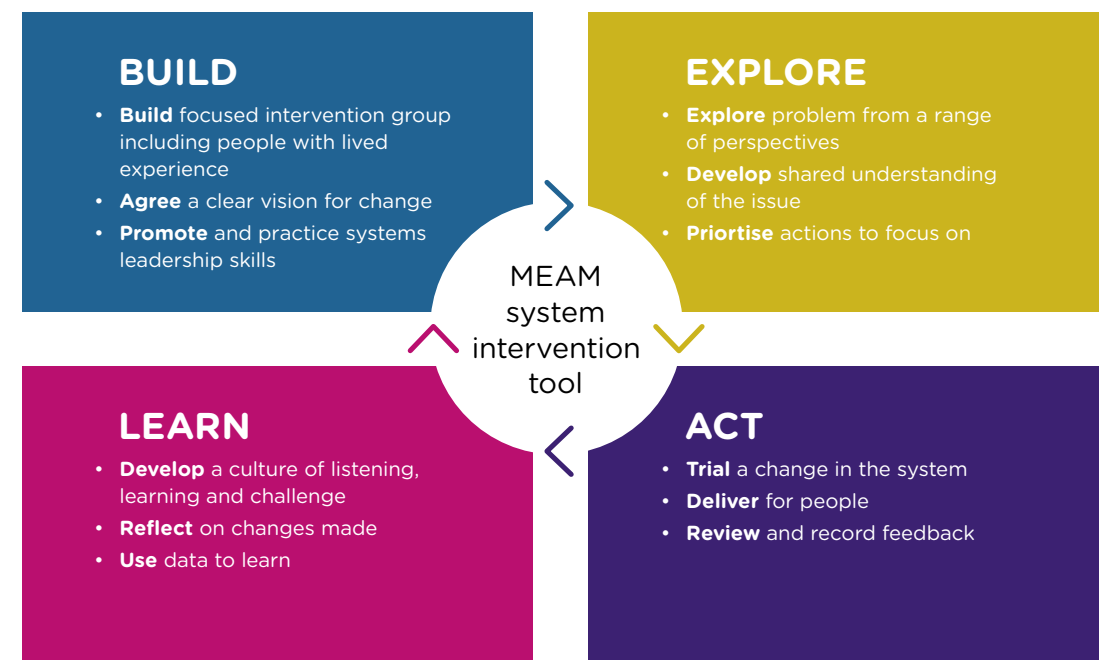 BUILD
• Build focused intervention group
including people with lived
experience
• Agree a clear vision for change
• Promote and practice systems
leadership skills
EXPLORE
• Explore problem from a range
of perspectives
• Develop shared understanding
of the issue
• Priortise actions to focus on
MEAM
system
intervention
tool
LEARN
• Develop a culture of listening,
learning and challenge
• Reflect on changes made
• Use data to learn
ACT
• Trial a change in the system
• Deliver for people
• Review and record feedback